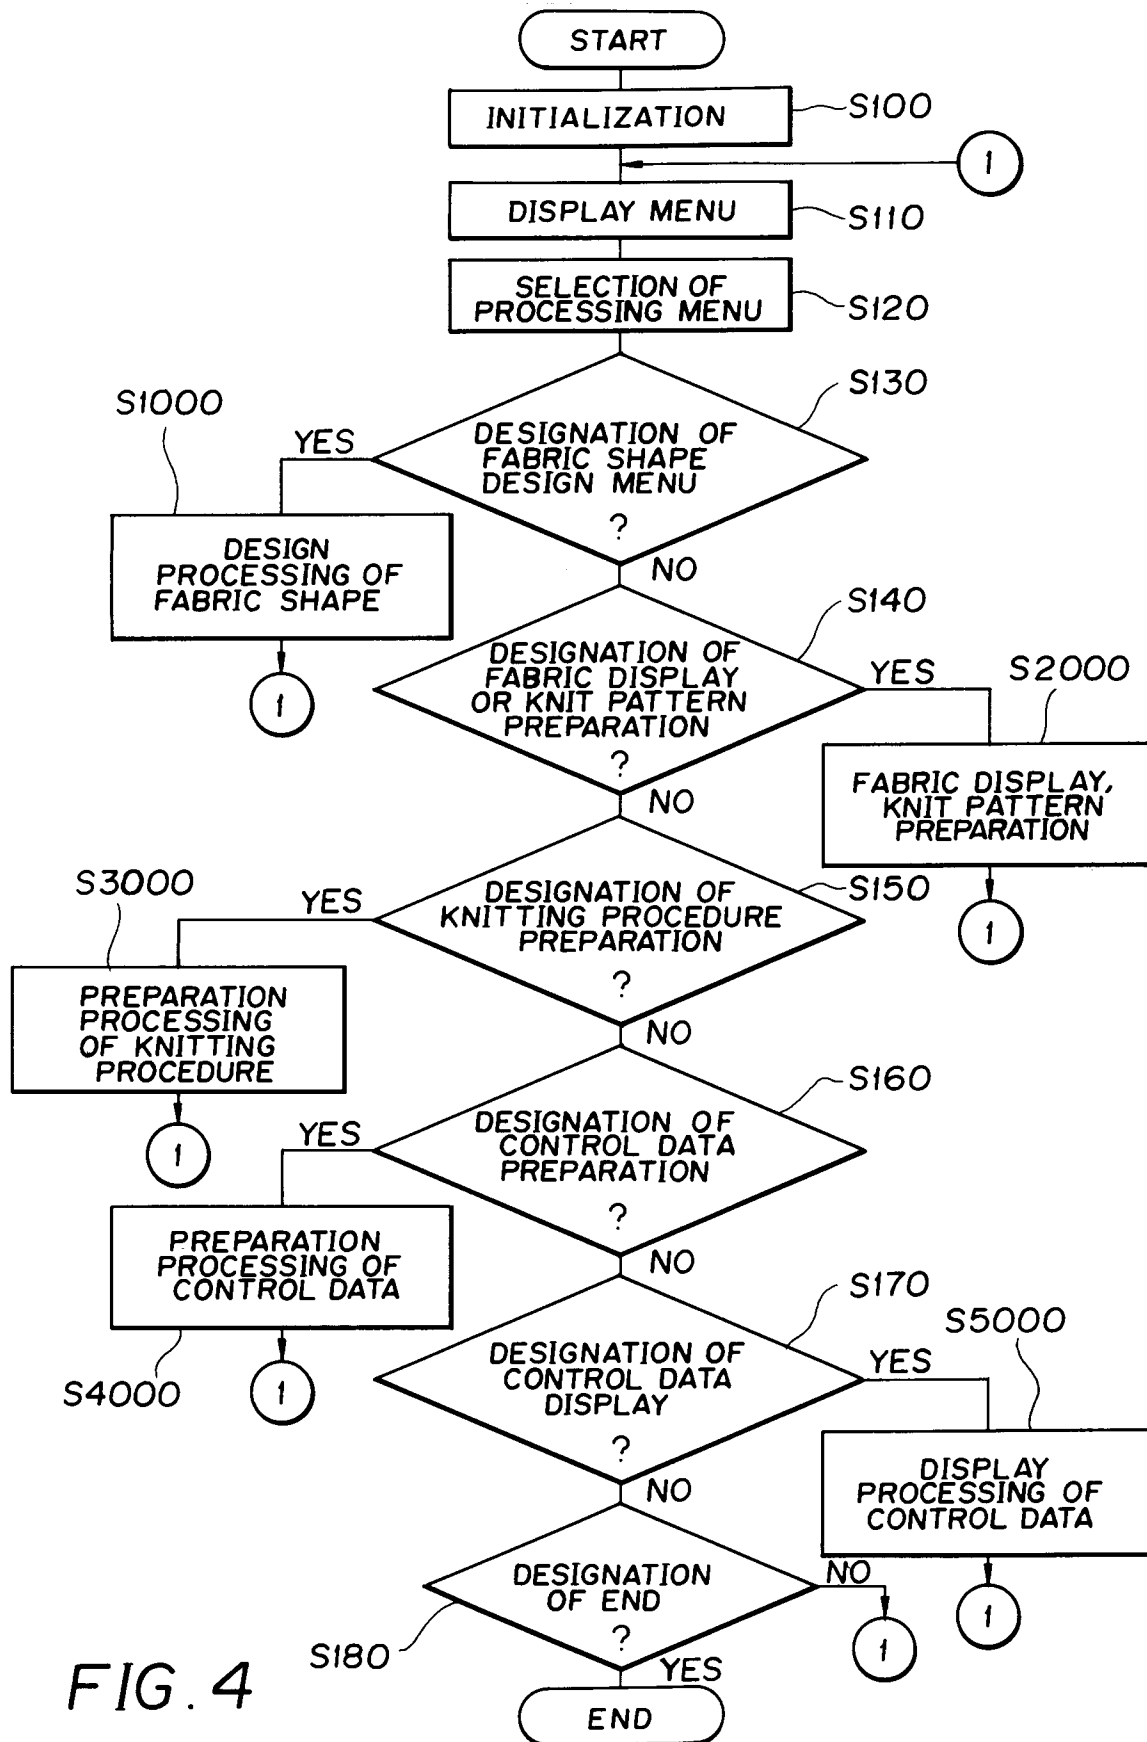 START
INITIALIZATION
S100
1
DISPLAY MENU
S110
SELECTION OF
PROCESSING MENU
S120
S130
DESIGNATION OF
FABRIC SHAPE
DESIGN MENU
?
YES
S1000
DESIGN
PROCESSING OF
FABRIC SHAPE
1
NO
S140
DESIGNATION OF
FABRIC DISPLAY
OR KNIT PATTERN
PREPARATION
?
YES
S2000
FABRIC DISPLAY,
KNIT PATTERN
PREPARATION
1
NO
S150
DESIGNATION OF
KNITTING PROCEDURE
PREPARATION
?
YES
S3000
PREPARATION
PROCESSING
OF KNITTING
PROCEDURE
1
NO
S160
DESIGNATION OF
CONTROL DATA
PREPARATION
?
YES
PREPARATION
PROCESSING OF
CONTROL DATA
S4000
1
NO
S170
DESIGNATION OF
CONTROL DATA
DISPLAY
?
YES
S5000
DISPLAY
PROCESSING OF
CONTROL DATA
1
NO
DESIGNATION
OF END
?
S180
NO
1
YES
END
FIG. 4